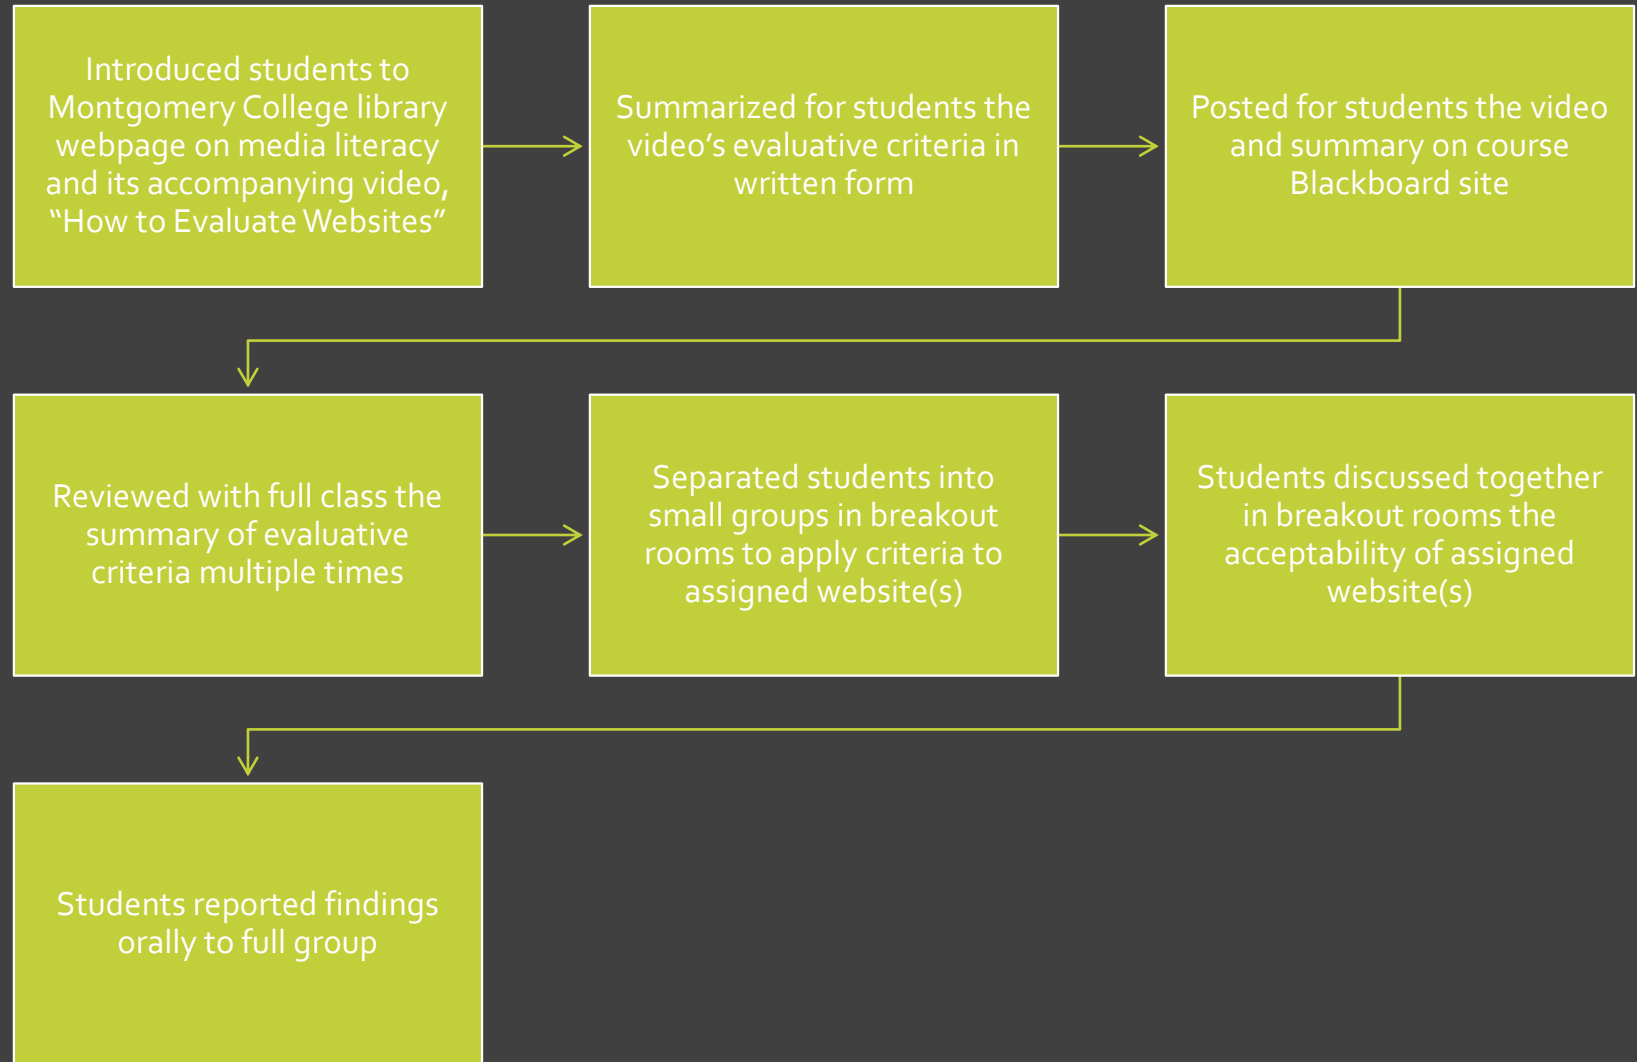 Introduced students to
Montgomery College library
webpage on media literacy
and its accompanying video,
“How to Evaluate Websites”
Summarized for students the
video’s evaluative criteria in
written form
Posted for students the video
and summary on course
Blackboard site
Reviewed with full class the
summary of evaluative
criteria multiple times
Separated students into
small groups in breakout
rooms to apply criteria to
assigned website(s)
Students discussed together
in breakout rooms the
acceptability of assigned
website(s)
Students reported findings
orally to full group